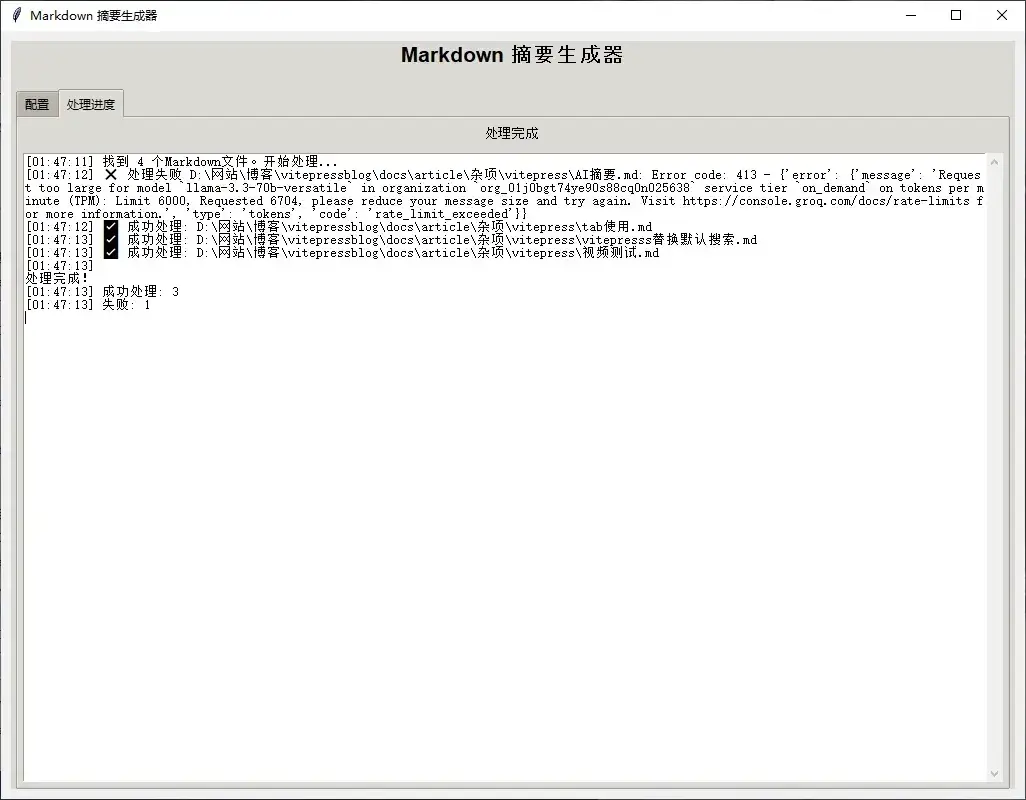 Markdown 摘要生成器
Markdown 摘要生成器
配置 处理进度
处理完成
[01:47:11] 找到 4 个Markdown文件。开始处理...
[01:47:12] ❌ 处理失败 D:\网站\博客\vitepressblog\docs\article\杂项\vitepress\AI摘要.md: Error code: 413 - {'error': {'message': 'Reques
t too large for model `llama-3.3-70b-versatile` in organization `org_01j0bgt74ye90s88cq0n025638` service tier `on_demand` on tokens per m
inute (TPM): Limit 6000, Requested 6704, please reduce your message size and try again. Visit https://console.groq.com/docs/rate-limits f
or more information.', 'type': 'tokens', 'code': 'rate_limit_exceeded'}}
[01:47:12] ✅ 成功处理: D:\网站\博客\vitepressblog\docs\article\杂项\vitepress\tab使用.md
[01:47:13] ✅ 成功处理: D:\网站\博客\vitepressblog\docs\article\杂项\vitepress\vitepresss替换默认搜索.md
[01:47:13] ✅ 成功处理: D:\网站\博客\vitepressblog\docs\article\杂项\vitepress\视频测试.md
[01:47:13]
处理完成!
[01:47:13] 成功处理: 3
[01:47:13] 失败: 1